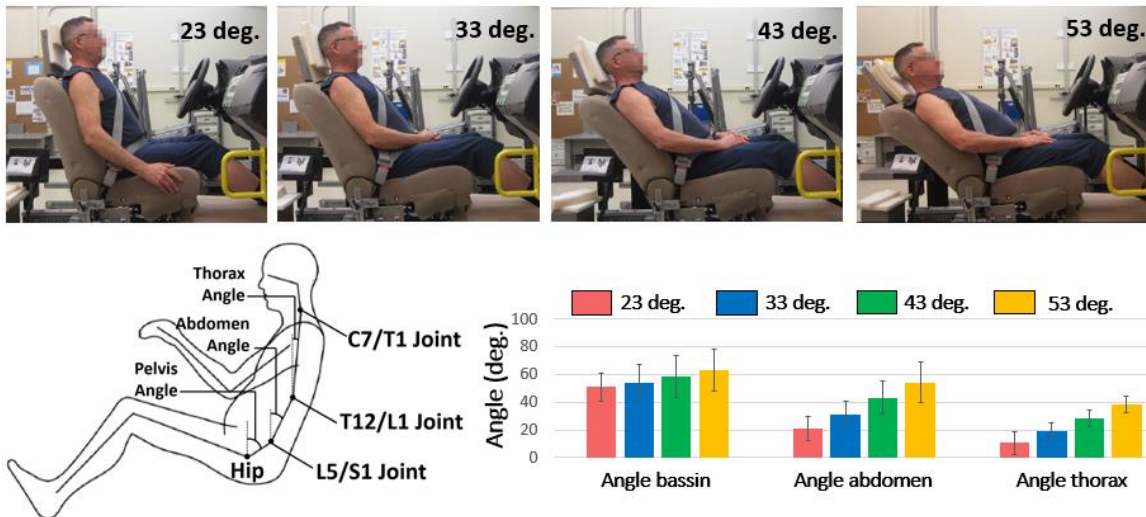 23 deg.
33 deg.
43 deg.
53 deg.
Thorax
Angle
Abdomen
Angle
Pelvis
Angle
C7/T1 Joint
T12/L1 Joint
L5/S1 Joint
Hip
23 deg.
33 deg.
43 deg.
53 deg.
Angle (deg.)
100
80
60
40
20
0
Angle bassin
Angle abdomen
Angle thorax